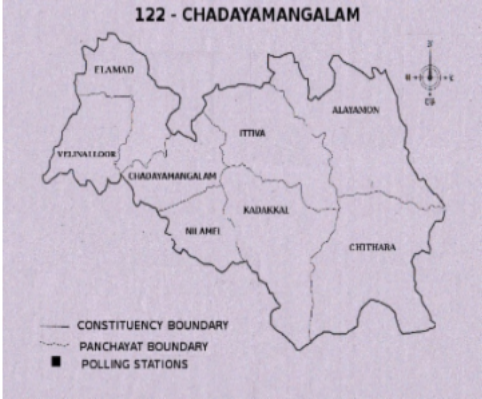 122 - CHADAYAMANGALAM
ELAMAD
ALAYAMON
ITTIVA
VELINALLOOR
CHADAYAMANGALAM
KADAKKAL
NILAMEL
CHITHARA
CONSTITUENCY BOUNDARY
PANCHAYAT BOUNDARY
POLLING STATIONS